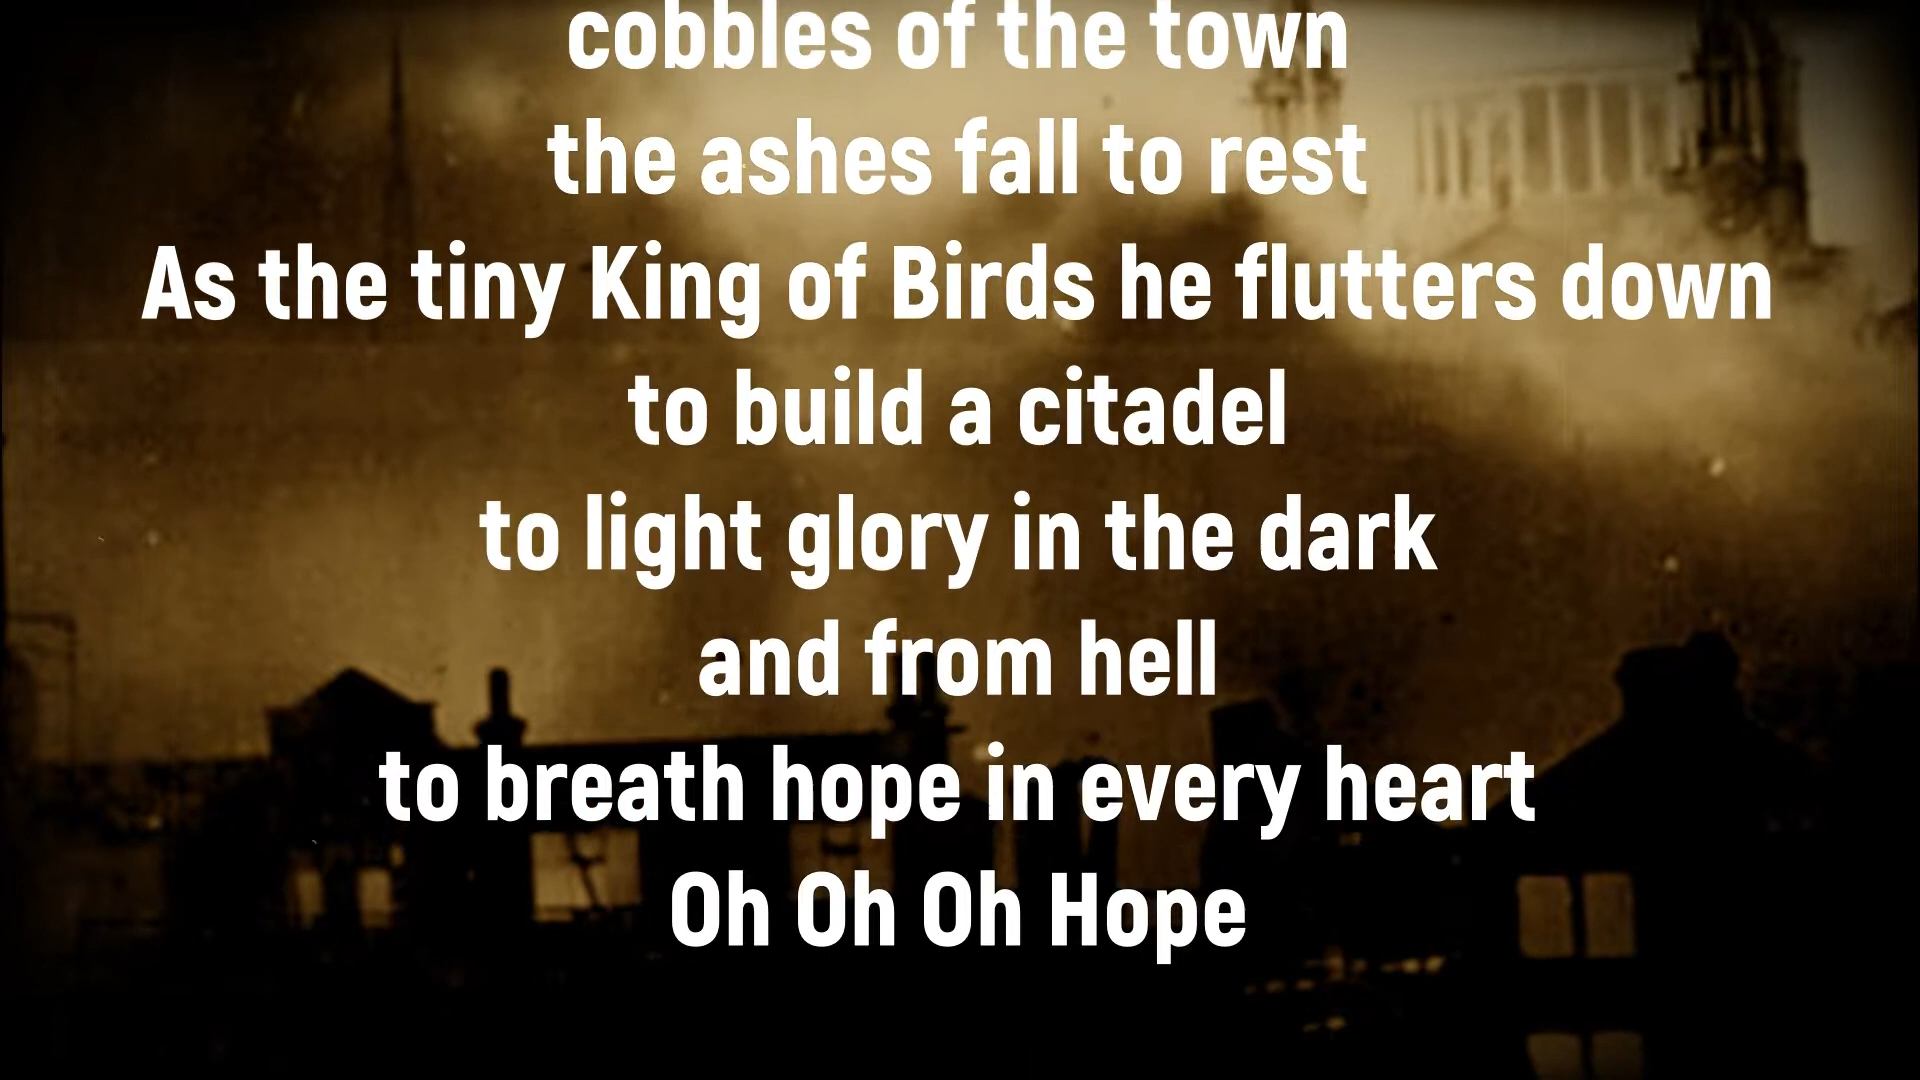 cobbles of the town
the ashes fall to rest
As the tiny King of Birds he flutters down
to build a citadel
to light glory in the dark
and from hell
to breath hope in every heart
Oh Oh Oh Hope